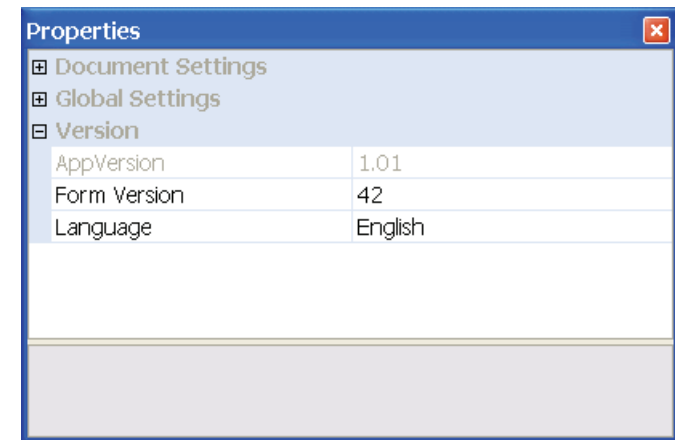 Properties
Document Settings
Global Settings
Version
AppVersion 1.01
Form Version 42
Language English